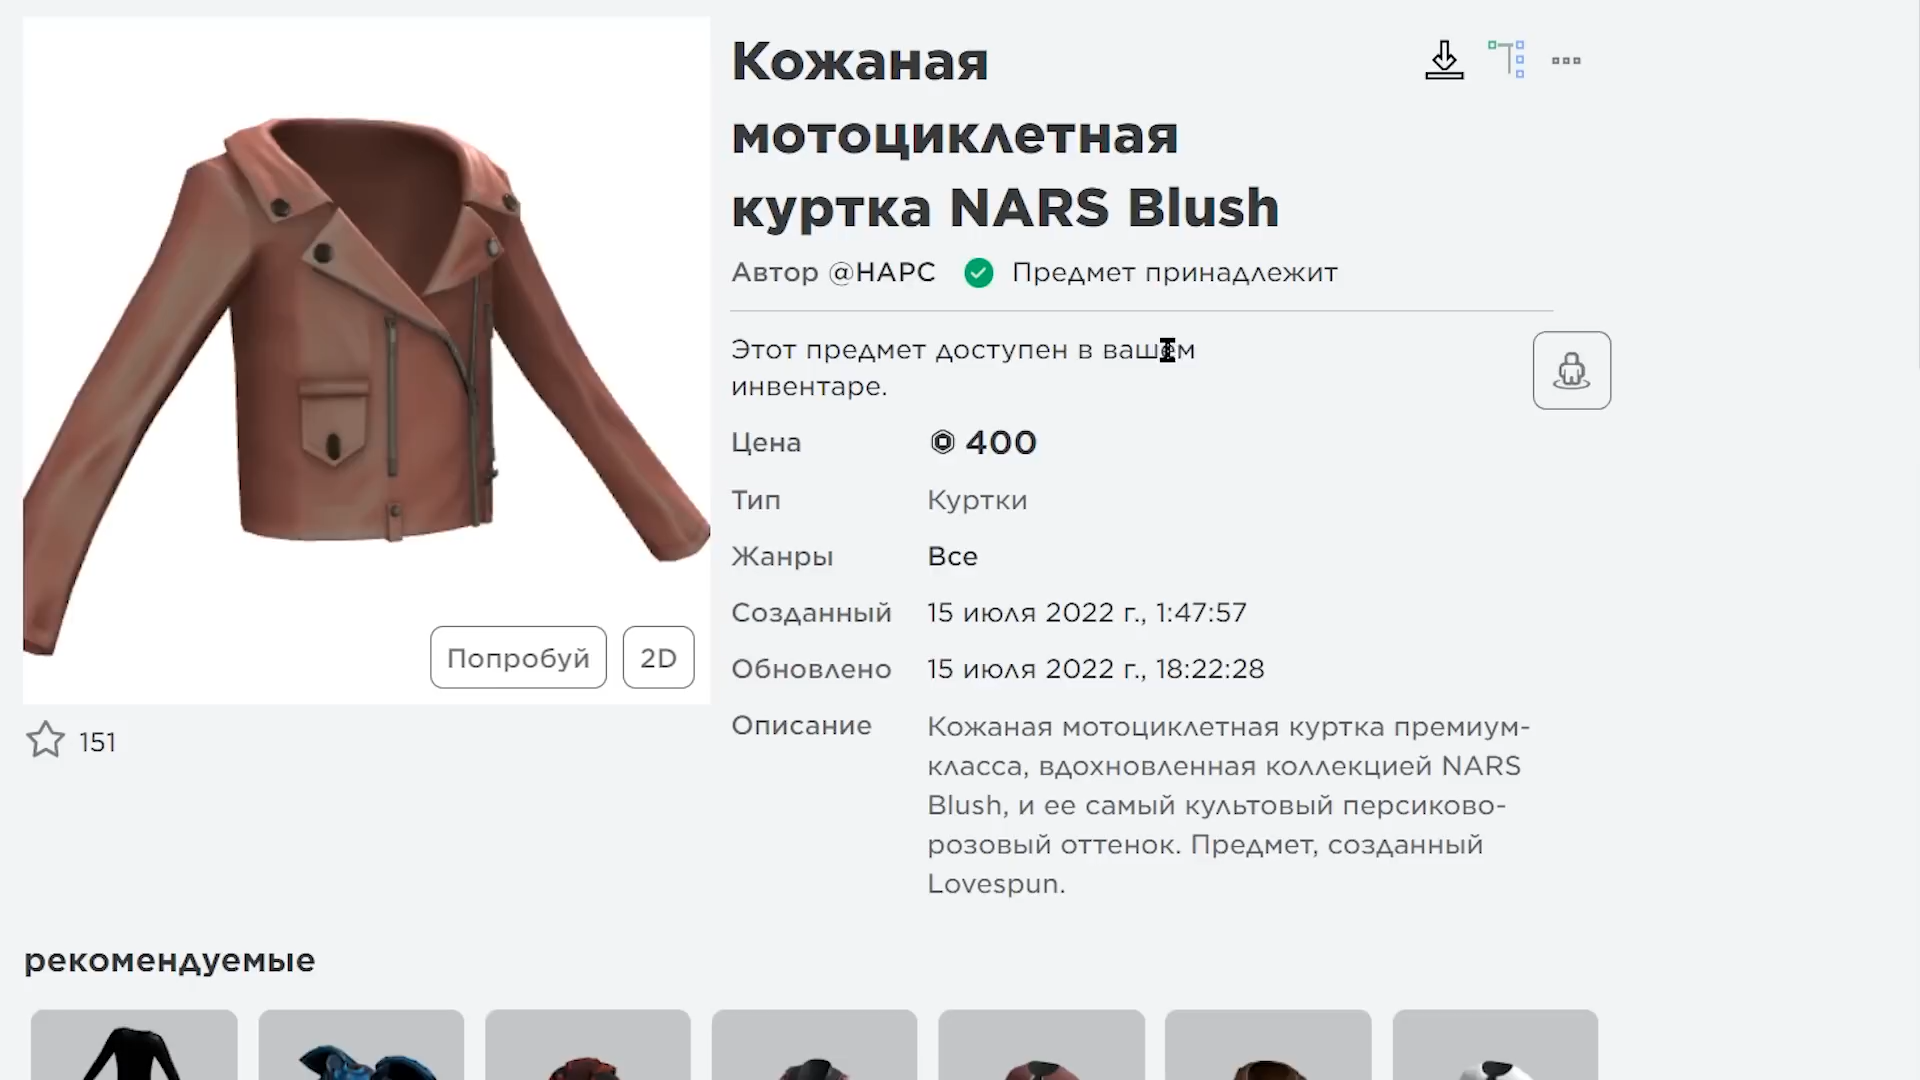 Кожаная
мотоциклетная
куртка NARS Blush
Автор @НАРС Предмет принадлежит
Этот предмет доступен в вашем
инвентаре.
Цена 400
Тип Куртки
Жанры Все
Созданный 15 июля 2022 г., 1:47:57
Обновлено 15 июля 2022 г., 18:22:28
Описание Кожаная мотоциклетная куртка премиум-
класса, вдохновленная коллекцией NARS
Blush, и ее самый культовый персиково-
розовый оттенок. Предмет, созданный
Lovespun.
Попробуй 2D
151
рекомендуемые